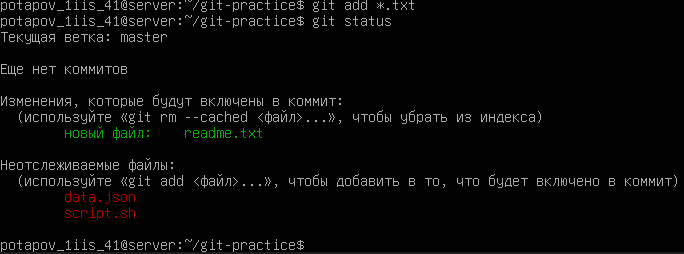 potapov_1iis_41@server:~/git-practice$ git add *.txt
potapov_1iis_41@server:~/git-practice$ git status
Текущая ветка: master
Еще нет коммитов
Изменения, которые будут включены в коммит:
(используйте «git rm --cached <файл>...», чтобы убрать из индекса)
новый файл:    readme.txt
Неотслеживаемые файлы:
(используйте «git add <файл>...», чтобы добавить в то, что будет включено в коммит)
data.json
script.sh
potapov_1iis_41@server:~/git-practice$